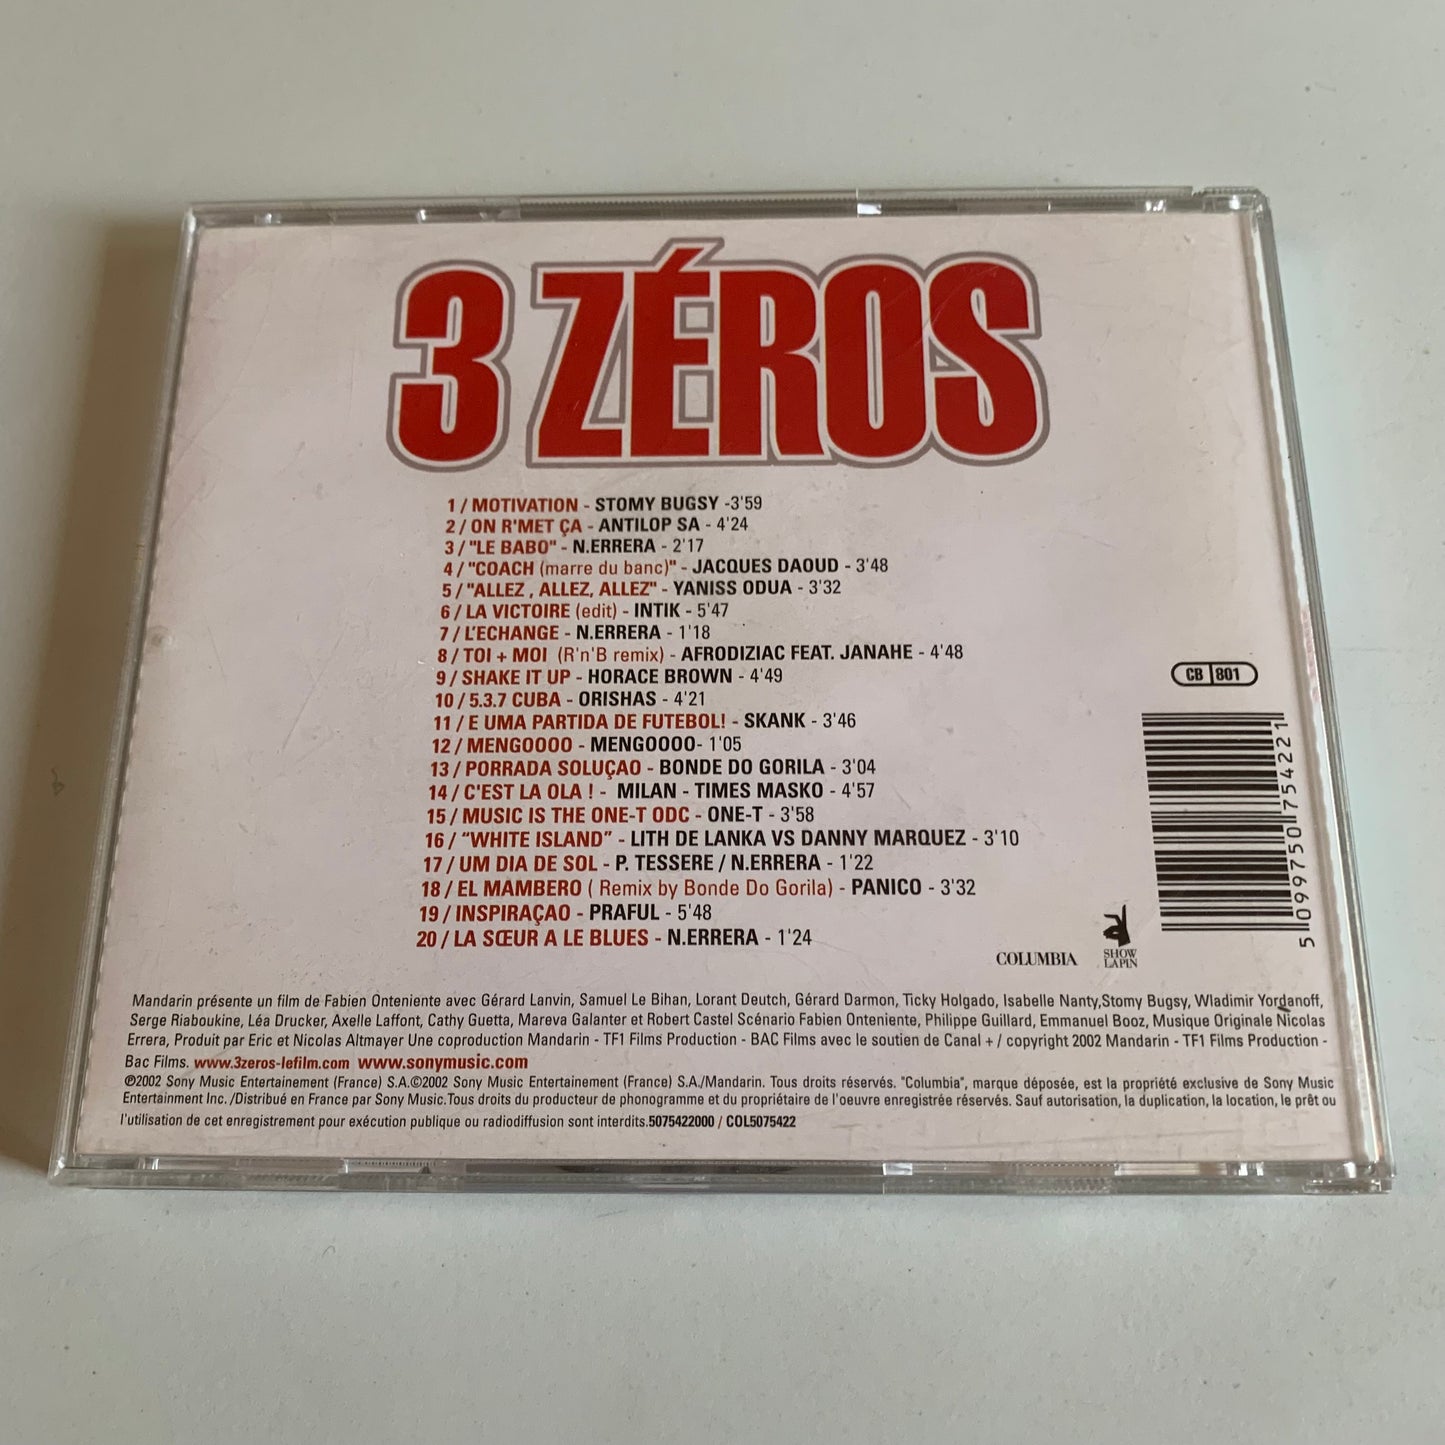 3 ZÉROS
1 / MOTIVATION - STOMY BUGSY -3'59
2 / ON R'MET ÇA - ANTILOP SA - 4'24
3 / "LE BABO" - N.ERRERA - 2'17
4 / "COACH (marre du banc)" - JACQUES DAOUD - 3'48
5 / "ALLEZ , ALLEZ, ALLEZ" - YANISS ODUA - 3'32
6 / LA VICTOIRE (edit) - INTIK - 5'47
7 / L'ECHANGE - N.ERRERA - 1'18
8 / TOI + MOI (R'n'B remix) - AFRODIZIAC FEAT. JANAHE - 4'48
9 / SHAKE IT UP - HORACE BROWN - 4'49
10 / 5.3.7 CUBA - ORISHAS - 4'21
11 / E UMA PARTIDA DE FUTEBOL! - SKANK - 3'46
12 / MENGOOOO - MENGOOOO- 1'05
13 / PORRADA SOLUÇAO - BONDE DO GORILA - 3'04
14 / C'EST LA OLA ! - MILAN - TIMES MASKO - 4'57
15 / MUSIC IS THE ONE-T ODC - ONE-T - 3'58
16 / “WHITE ISLAND” - LITH DE LANKA VS DANNY MARQUEZ - 3'10
17 / UM DIA DE SOL - P. TESSERE / N.ERRERA - 1'22
18 / EL MAMBERO ( Remix by Bonde Do Gorila) - PANICO - 3'32
19 / INSPIRAÇAO - PRAFUL - 5'48
20 / LA SŒUR A LE BLUES - N.ERRERA - 1'24
CB 801
5 099750 754221
COLUMBIA
SHOW
LAPIN
Mandarin présente un film de Fabien Onteniente avec Gérard Lanvin, Samuel Le Bihan, Lorant Deutch, Gérard Darmon, Ticky Holgado, Isabelle Nanty,Stomy Bugsy, Wladimir Yordanoff,
Serge Riaboukine, Léa Drucker, Axelle Laffont, Cathy Guetta, Mareva Galanter et Robert Castel Scénario Fabien Onteniente, Philippe Guillard, Emmanuel Booz, Musique Originale Nicolas
Errera, Produit par Eric et Nicolas Altmayer Une coproduction Mandarin - TF1 Films Production - BAC Films avec le soutien de Canal + / copyright 2002 Mandarin - TF1 Films Production -
Bac Films. www.3zeros-lefilm.com www.sonymusic.com
℗2002 Sony Music Entertainement (France) S.A.©2002 Sony Music Entertainement (France) S.A./Mandarin. Tous droits réservés. "Columbia", marque déposée, est la propriété exclusive de Sony Music
Entertainment Inc. /Distribué en France par Sony Music.Tous droits du producteur de phonogramme et du propriétaire de l'oeuvre enregistrée réservés. Sauf autorisation, la duplication, la location, le prêt ou
l'utilisation de cet enregistrement pour exécution publique ou radiodiffusion sont interdits.5075422000 / COL5075422